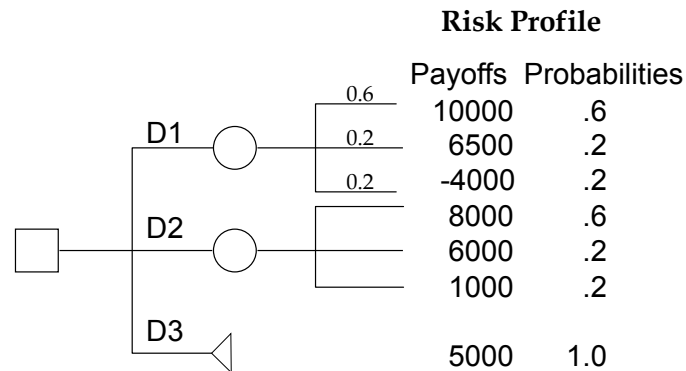 Risk Profile
Payoffs Probabilities
0.6 10000 .6
D1 0.2 6500 .2
0.2 -4000 .2
8000 .6
D2 6000 .2
1000 .2
D3 5000 1.0